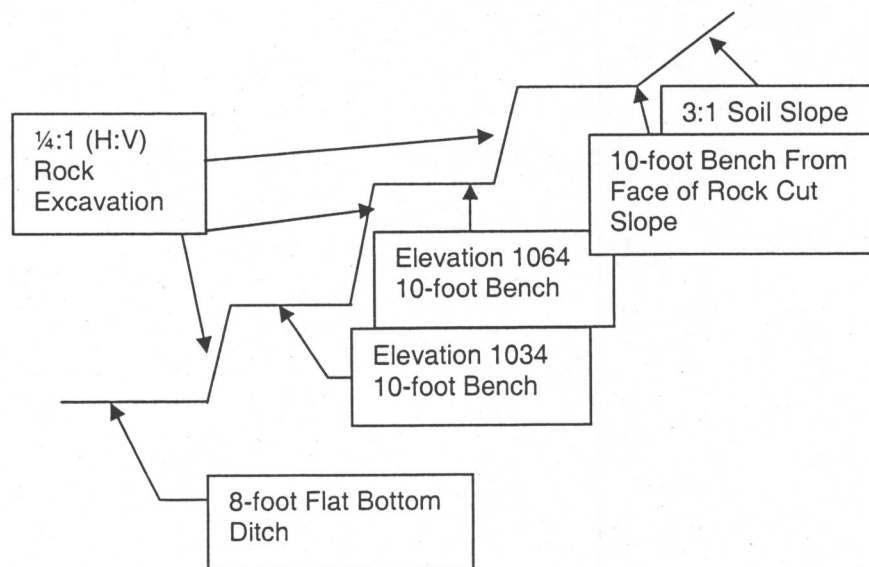 3:1 Soil Slope
¼:1 (H:V)
Rock
Excavation
10-foot Bench From
Face of Rock Cut
Slope
Elevation 1064
10-foot Bench
Elevation 1034
10-foot Bench
8-foot Flat Bottom
Ditch